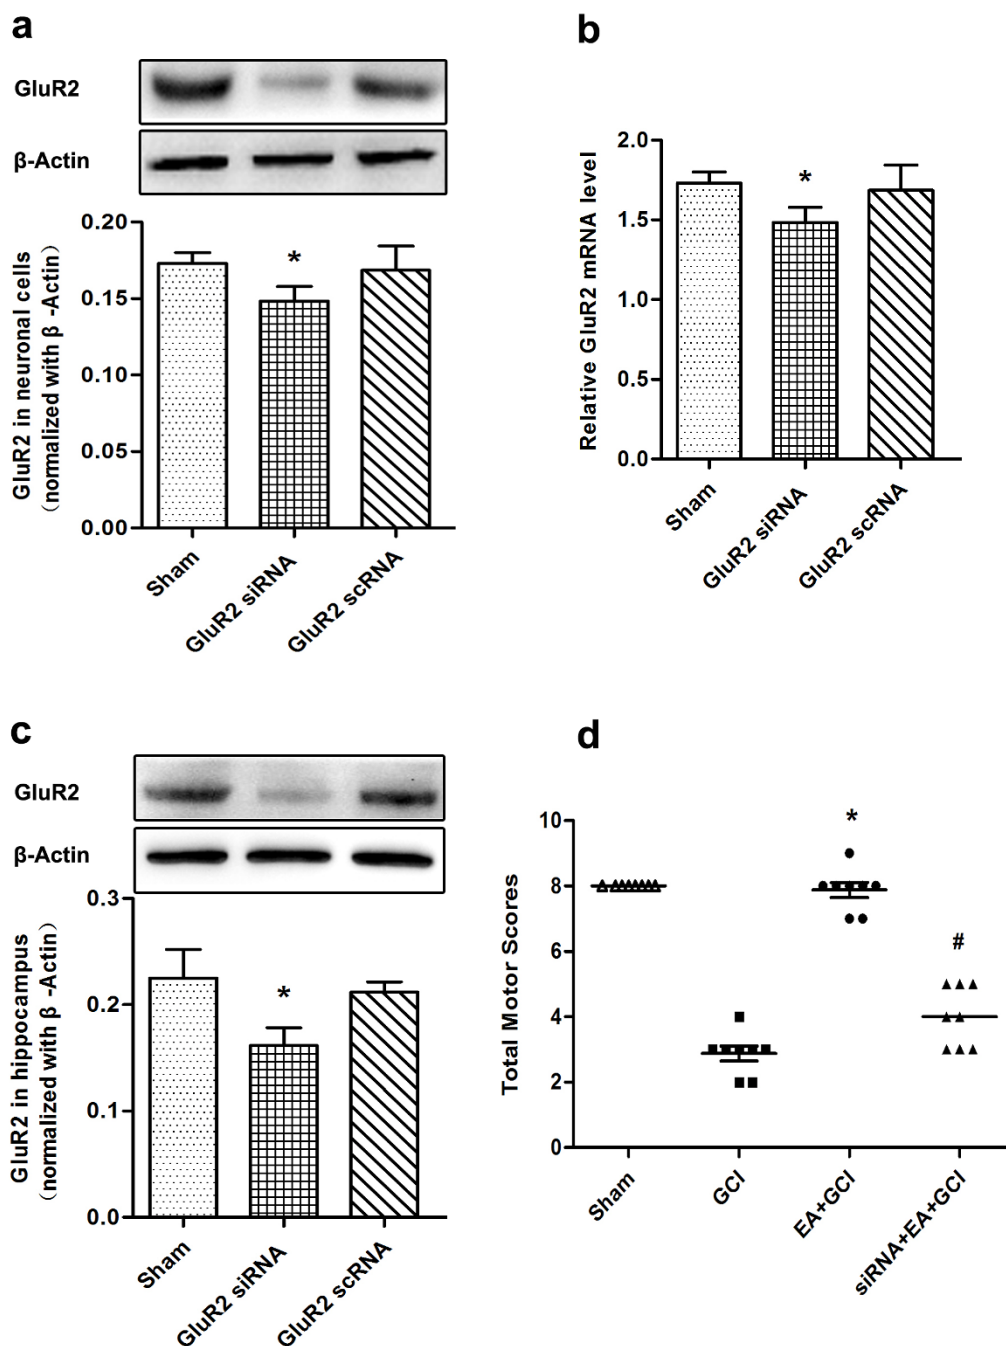 a
GluR2
β-Actin
GluR2 in neuronal cells
(normalized with β -Actin)
0.20
0.15
0.10
0.05
0.00
*
Sham
GluR2 siRNA
GluR2 scRNA
b
Relative GluR2 mRNA level
2.0
1.5
1.0
0.5
0.0
*
Sham
GluR2 siRNA
GluR2 scRNA
c
GluR2
β-Actin
GluR2 in hippocampus
(normalized with β -Actin)
0.3
0.2
0.1
0.0
*
Sham
GluR2 siRNA
GluR2 scRNA
d
Total Motor Scores
10
8
6
4
2
0
*
#
Sham
GCI
EA+GCI
siRNA+EA+GCI